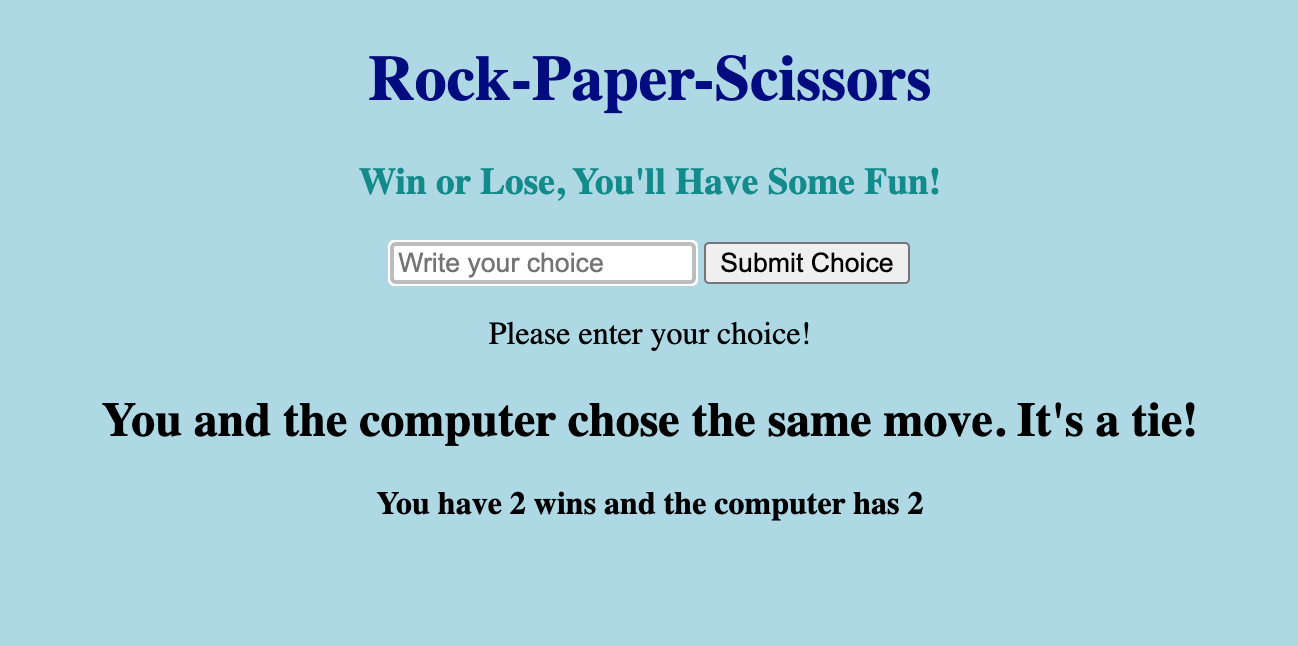 Rock-Paper-Scissors
Win or Lose, You'll Have Some Fun!
Write your choice Submit Choice
Please enter your choice!
You and the computer chose the same move. It's a tie!
You have 2 wins and the computer has 2